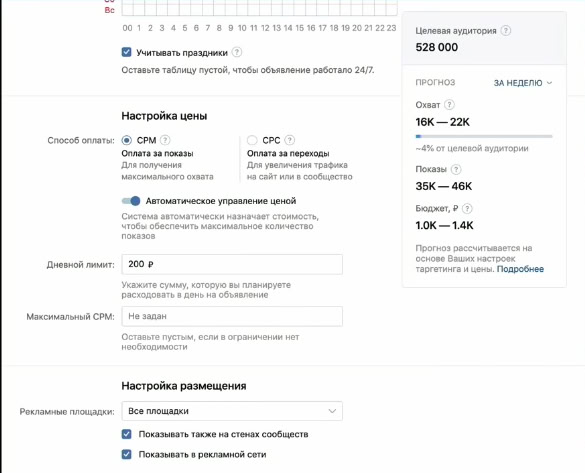 Вс
00 1 2 3 4 5 6 7 8 9 10 11 12 13 14 15 16 17 18 19 20 21 22 23
Учитывать праздники ?
Оставьте таблицу пустой, чтобы объявление работало 24/7.
Настройка цены
Способ оплаты:
CPM ?
Оплата за показы
Для получения
максимального охвата
CPC ?
Оплата за переходы
Для увеличения трафика
на сайт или в сообщество
Автоматическое управление ценой
Система автоматически назначает стоимость,
чтобы обеспечить максимальное количество
показов
Дневной лимит: 200 ₽
Укажите сумму, которую вы планируете
расходовать в день на объявление
Максимальный CPM: Не задан
Оставьте пустым, если в ограничении нет
необходимости
Настройка размещения
Рекламные площадки: Все площадки
Показывать также на стенах сообществ
Показывать в рекламной сети
Целевая аудитория ?
528 000
ПРОГНОЗ ЗА НЕДЕЛЮ
Охват ?
16K — 22K
~4% от целевой аудитории
Показы ?
35K — 46K
Бюджет, ₽ ?
1.0K — 1.4K
Прогноз рассчитывается на
основе Ваших настроек
таргетинга и цены. Подробнее